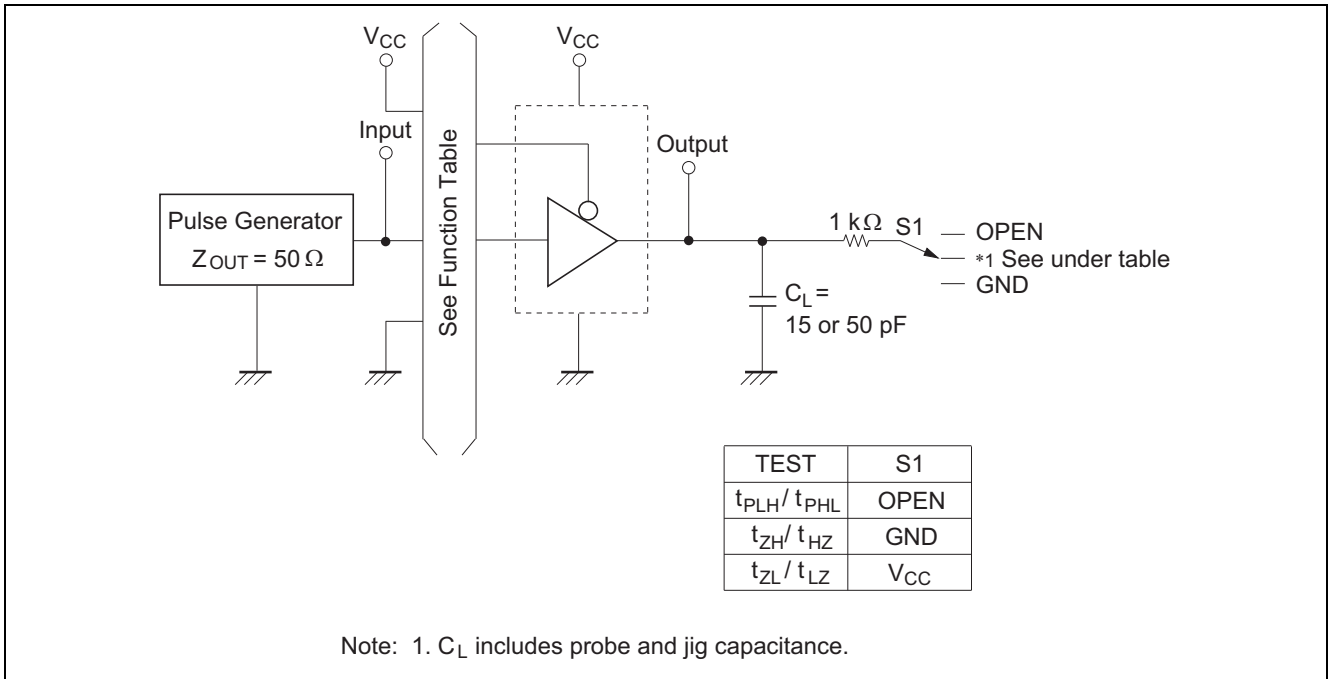 VCC
VCC
Input
Output
See Function Table
Pulse Generator
ZOUT = 50 Ω
1 kΩ
S1
OPEN
*1 See under table
GND
CL =
15 or 50 pF
TEST S1
tPLH / tPHL OPEN
tZH / tHZ GND
tZL / tLZ VCC
Note: 1. CL includes probe and jig capacitance.